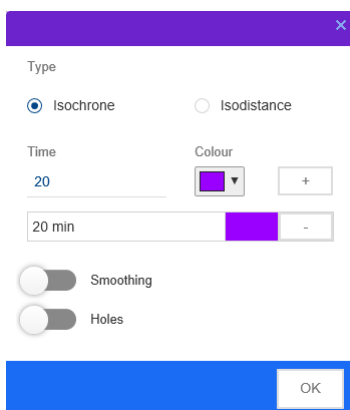 ×
Type
Isochrone Isodistance
Time Colour
20 ▼ +
20 min -
Smoothing
Holes
OK